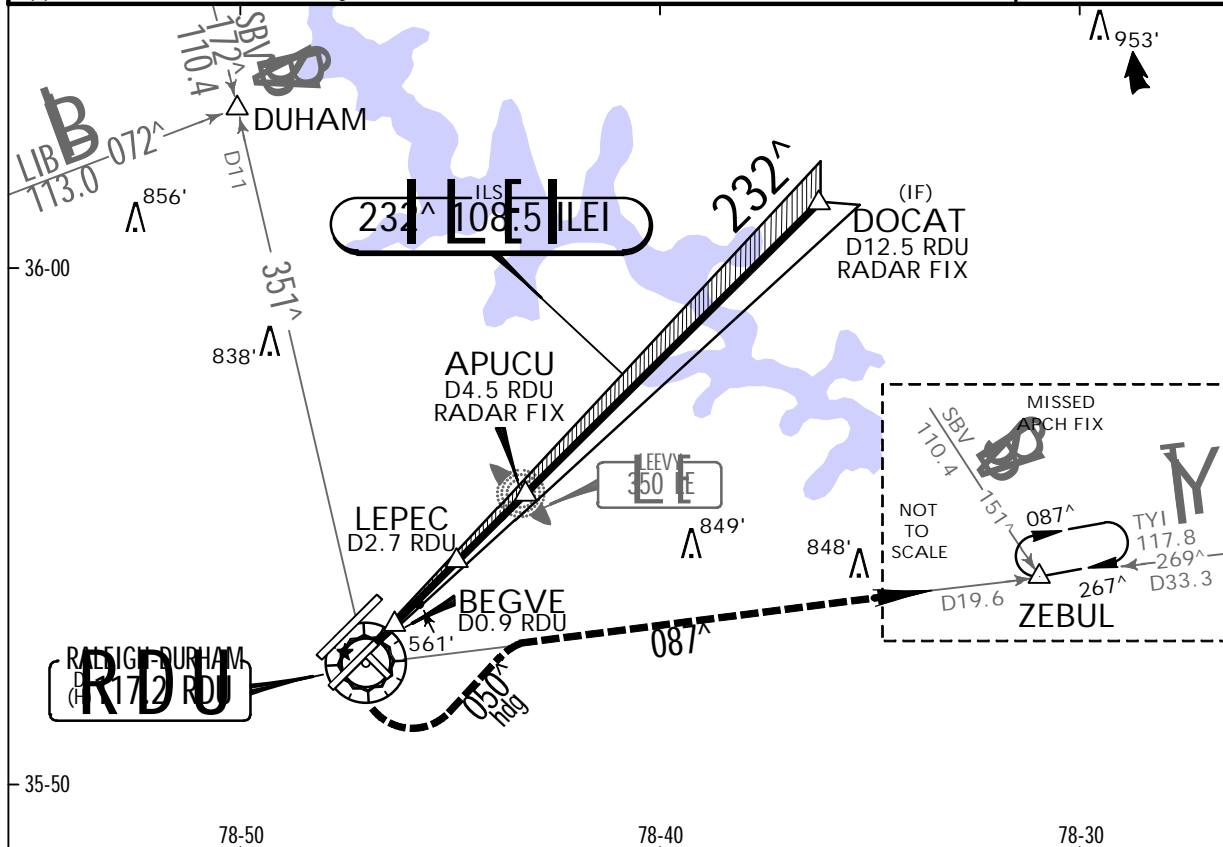 953'
SBV
172^
110.4
DUHAM
LIB
072^
113.0
D11
856'
ILS
232^ 108.5 ILEI
232^
(IF)
DOCAT
D12.5 RDU
RADAR FIX
36-00
351^
838'
APUCU
D4.5 RDU
RADAR FIX
MISSED
APCH FIX
SBV
110.4
151^
LEEVY
350 LE
NOT
TO
SCALE
087^
TYI
117.8
269^
D33.3
LEPEC
D2.7 RDU
849'
848'
267^
D19.6
ZEBUL
BEGVE
D0.9 RDU
561'
087^
RALEIGH-DURHAM
D
(H) 117.2 RDU
RDU
050^
hdg
35-50
78-50
78-40
78-30